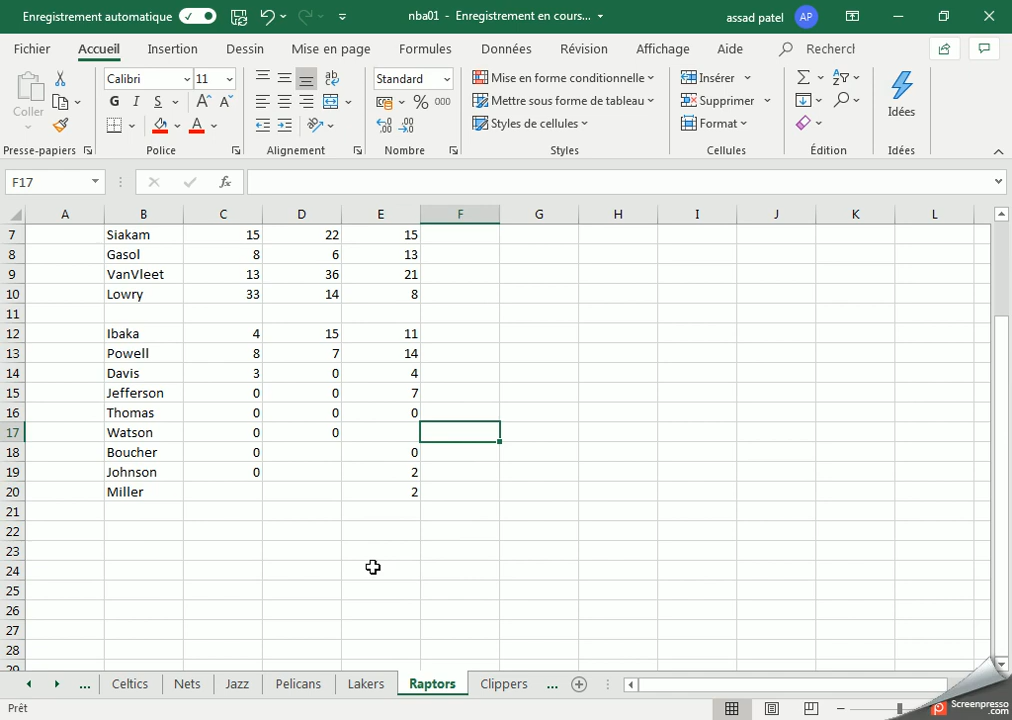 Enregistrement automatique nba01 - Enregistrement en cours... assad patel AP
Fichier Accueil Insertion Dessin Mise en page Formules Données Révision Affichage Aide Recherch
Coller Calibri 11 Standard Mise en forme conditionnelle Insérer Idées
G I S A A % 000 Mettre sous forme de tableau Supprimer
A Styles de cellules Format
Presse-papiers Police Alignement Nombre Styles Cellules Édition Idées
F17 fx
A B C D E F G H I J K L
7 Siakam 15 22 15
8 Gasol 8 6 13
9 VanVleet 13 36 21
10 Lowry 33 14 8
11
12 Ibaka 4 15 11
13 Powell 8 7 14
14 Davis 3 0 4
15 Jefferson 0 0 7
16 Thomas 0 0 0
17 Watson 0 0
18 Boucher 0 0
19 Johnson 0 2
20 Miller 2
21
22
23
24
25
26
27
28
29
... Celtics Nets Jazz Pelicans Lakers Raptors Clippers ...
Prêt
Screenpresso
.com